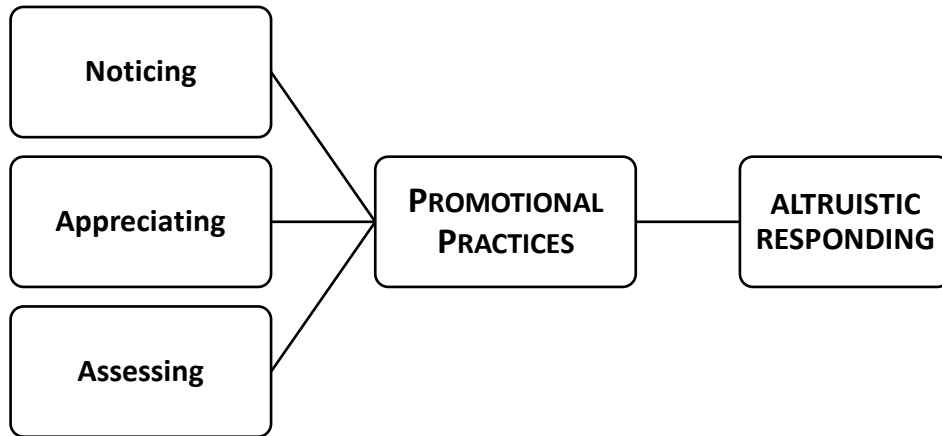 Noticing
Appreciating
Assessing
PROMOTIONAL
PRACTICES
ALTRUISTIC
RESPONDING